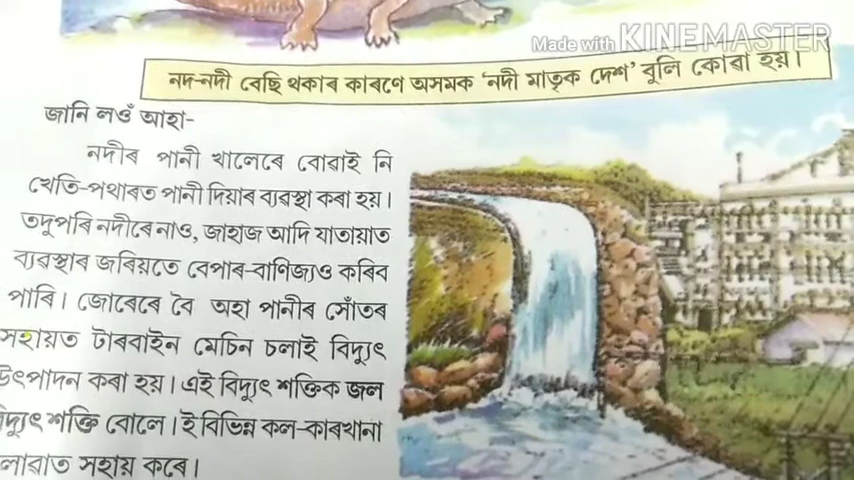 Made with KINEMASTER
নদ-নদী বেছি থকাৰ কাৰণে অসমক ‘নদী মাতৃক দেশ’ বুলি কোৱা হয়।
জানি লওঁ আহা-
নদীৰ পানী খালেৰে বোৱাই নি
খেতি-পথাৰত পানী দিয়াৰ ব্যৱস্থা কৰা হয়।
তদুপৰি নদীৰে নাও, জাহাজ আদি যাতায়াত
ব্যৱস্থাৰ জৰিয়তে বেপাৰ-বাণিজ্যও কৰিব
পাৰি। জোৰেৰে বৈ অহা পানীৰ সোঁতৰ
সহায়ত টাৰবাইন মেচিন চলাই বিদ্যুৎ
উৎপাদন কৰা হয়। এই বিদ্যুৎ শক্তিক জল
বিদ্যুৎ শক্তি বোলে। ই বিভিন্ন কল-কাৰখানা
লোৱাত সহায় কৰে।